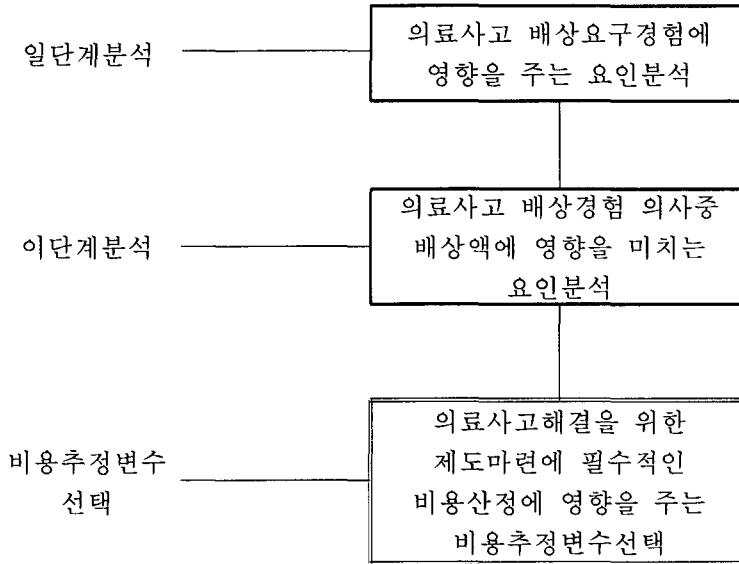 일단계분석
의료사고 배상요구경험에
영향을 주는 요인분석
이단계분석
의료사고 배상경험 의사중
배상액에 영향을 미치는
요인분석
비용추정변수
선택
의료사고해결을 위한
제도마련에 필수적인
비용산정에 영향을 주는
비용추정변수선택